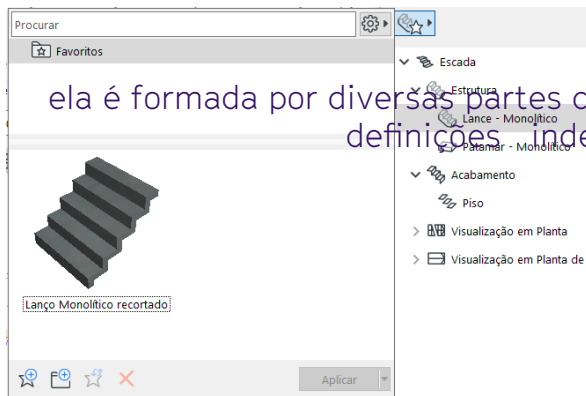 Procurar
Favoritos
ela é formada por diversas partes
definições
Lanço Monolítico recortado
Aplicar
Escada
Estrutura
Lance - Monolítico
Patamar - Monolítico
Acabamento
Piso
Visualização em Planta
Visualização em Planta de